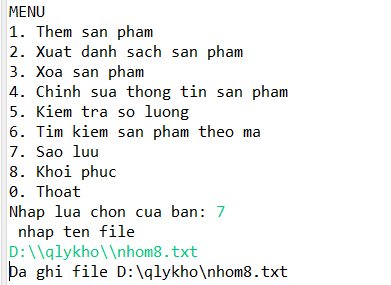 MENU
1. Them san pham
2. Xuat danh sach san pham
3. Xoa san pham
4. Chinh sua thong tin san pham
5. Kiem tra so luong
6. Tim kiem san pham theo ma
7. Sao luu
8. Khoi phuc
0. Thoat
Nhap lua chon cua ban: 7
 nhap ten file
D:\\qlykho\\nhom8.txt
Da ghi file D:\qlykho\nhom8.txt